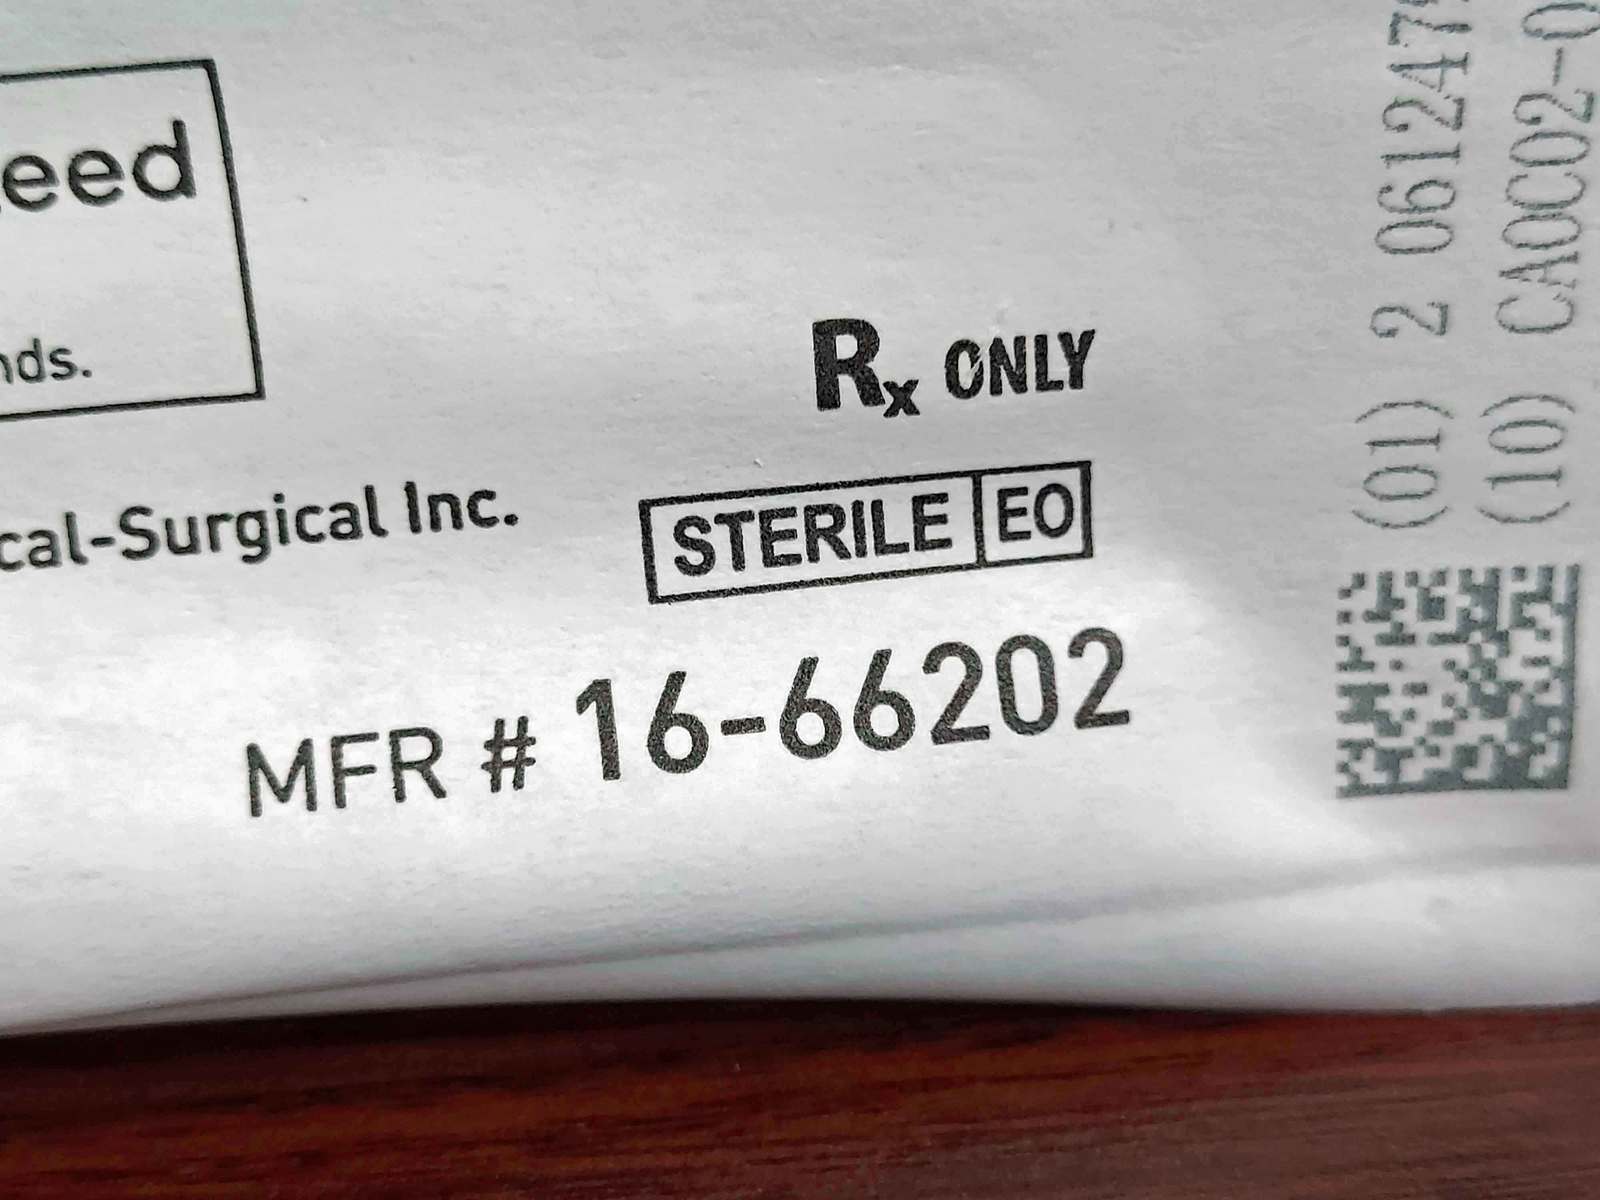 eed
nds.
Rx ONLY
cal-Surgical Inc.
STERILE EO
MFR # 16-66202
(01) 2 061247
(10) CA0C02-0